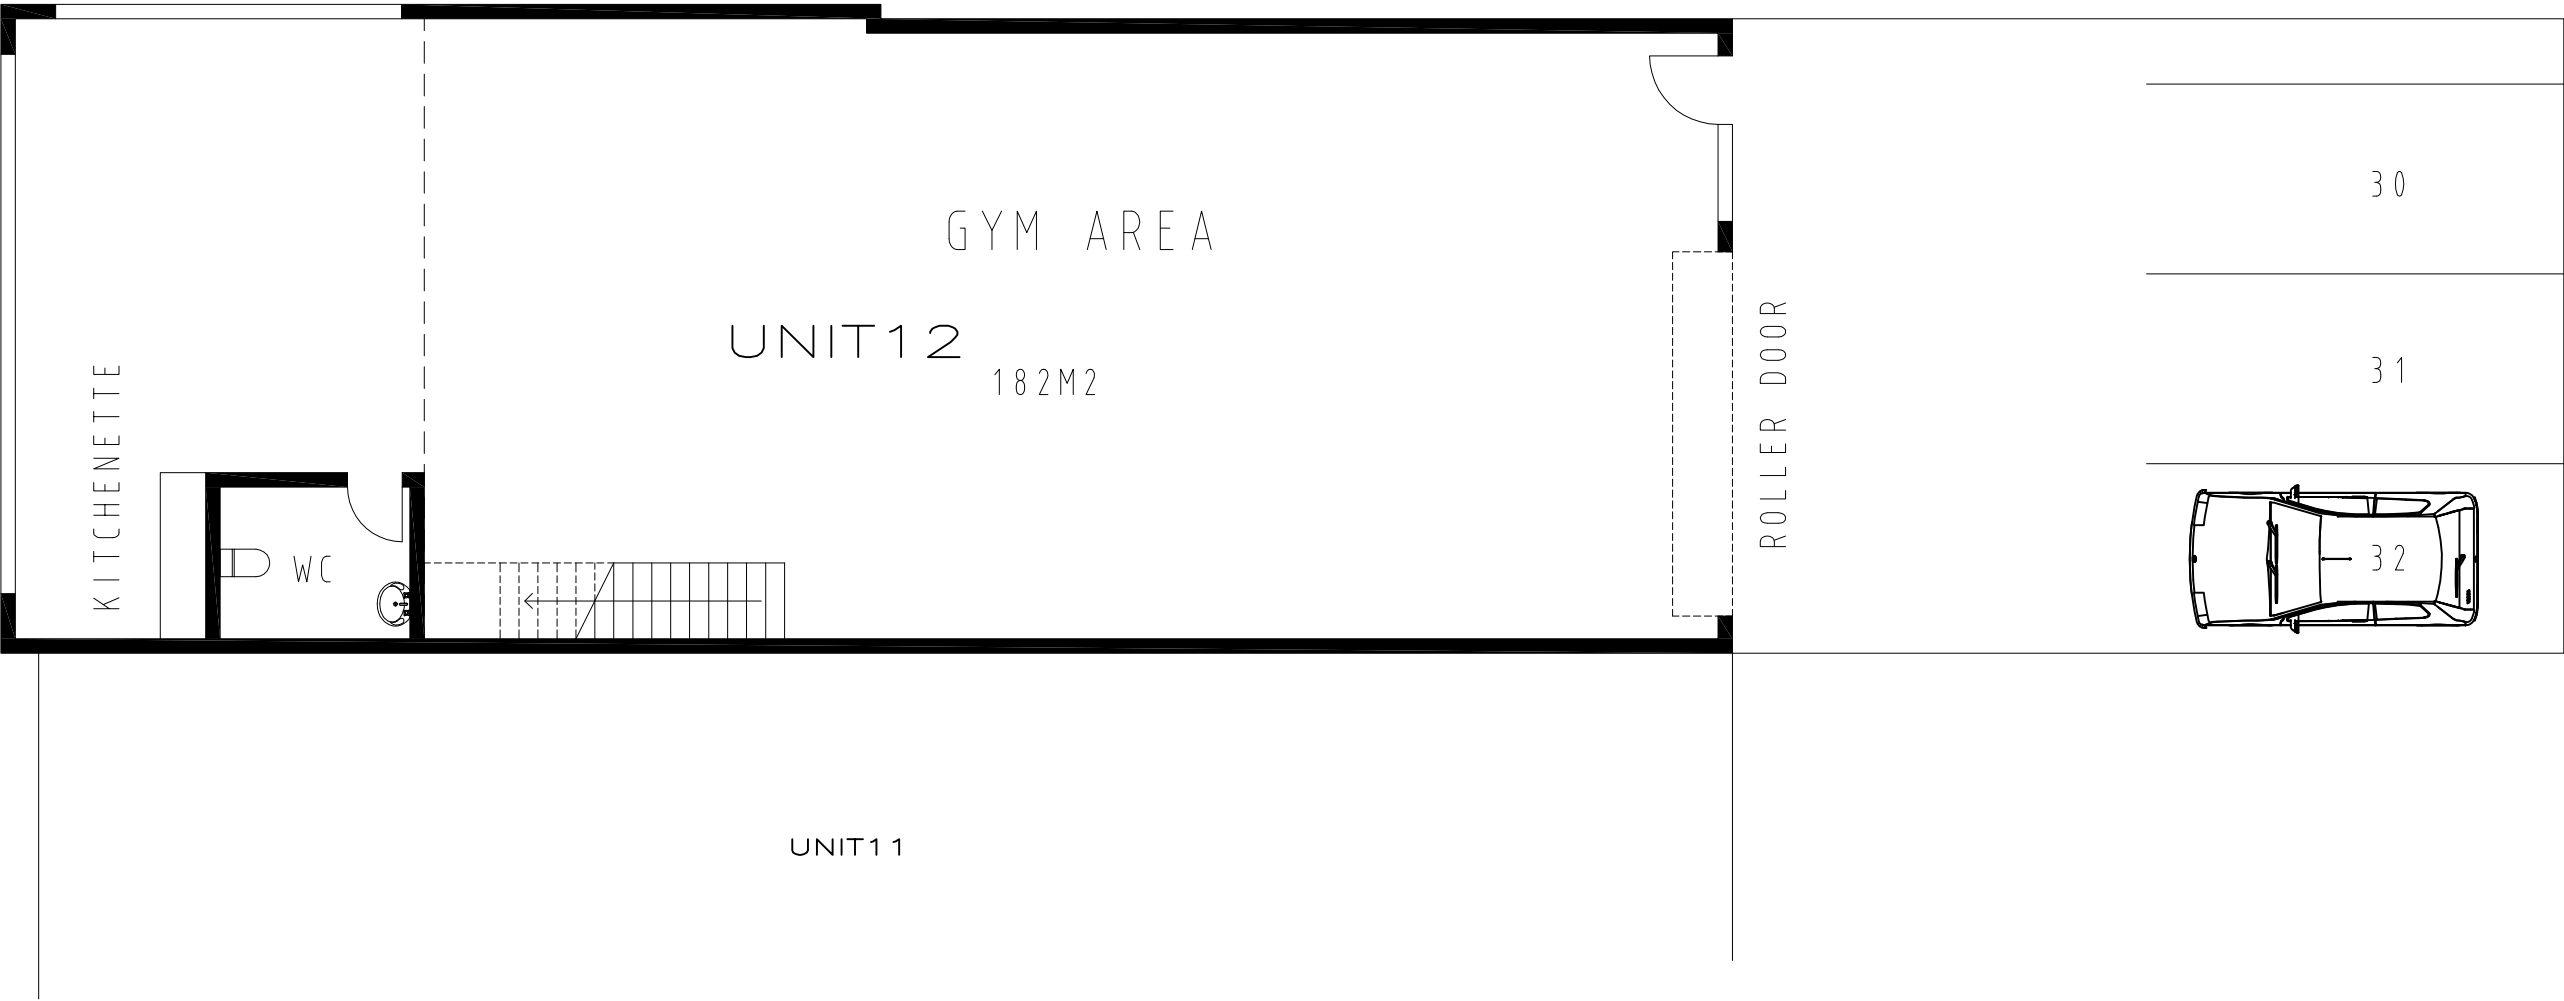 GYM AREA
UNIT12
182M2
KITCHENETTE
WC
ROLLER DOOR
30
31
32
UNIT11